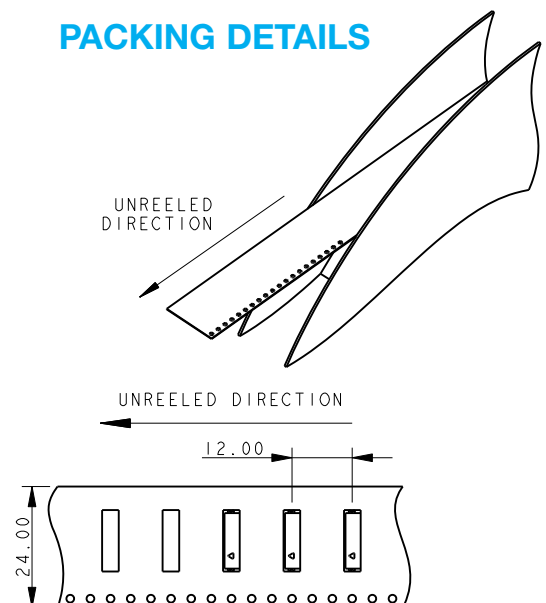 PACKING DETAILS
UNREELED
DIRECTION
UNREELED DIRECTION
12.00
24.00